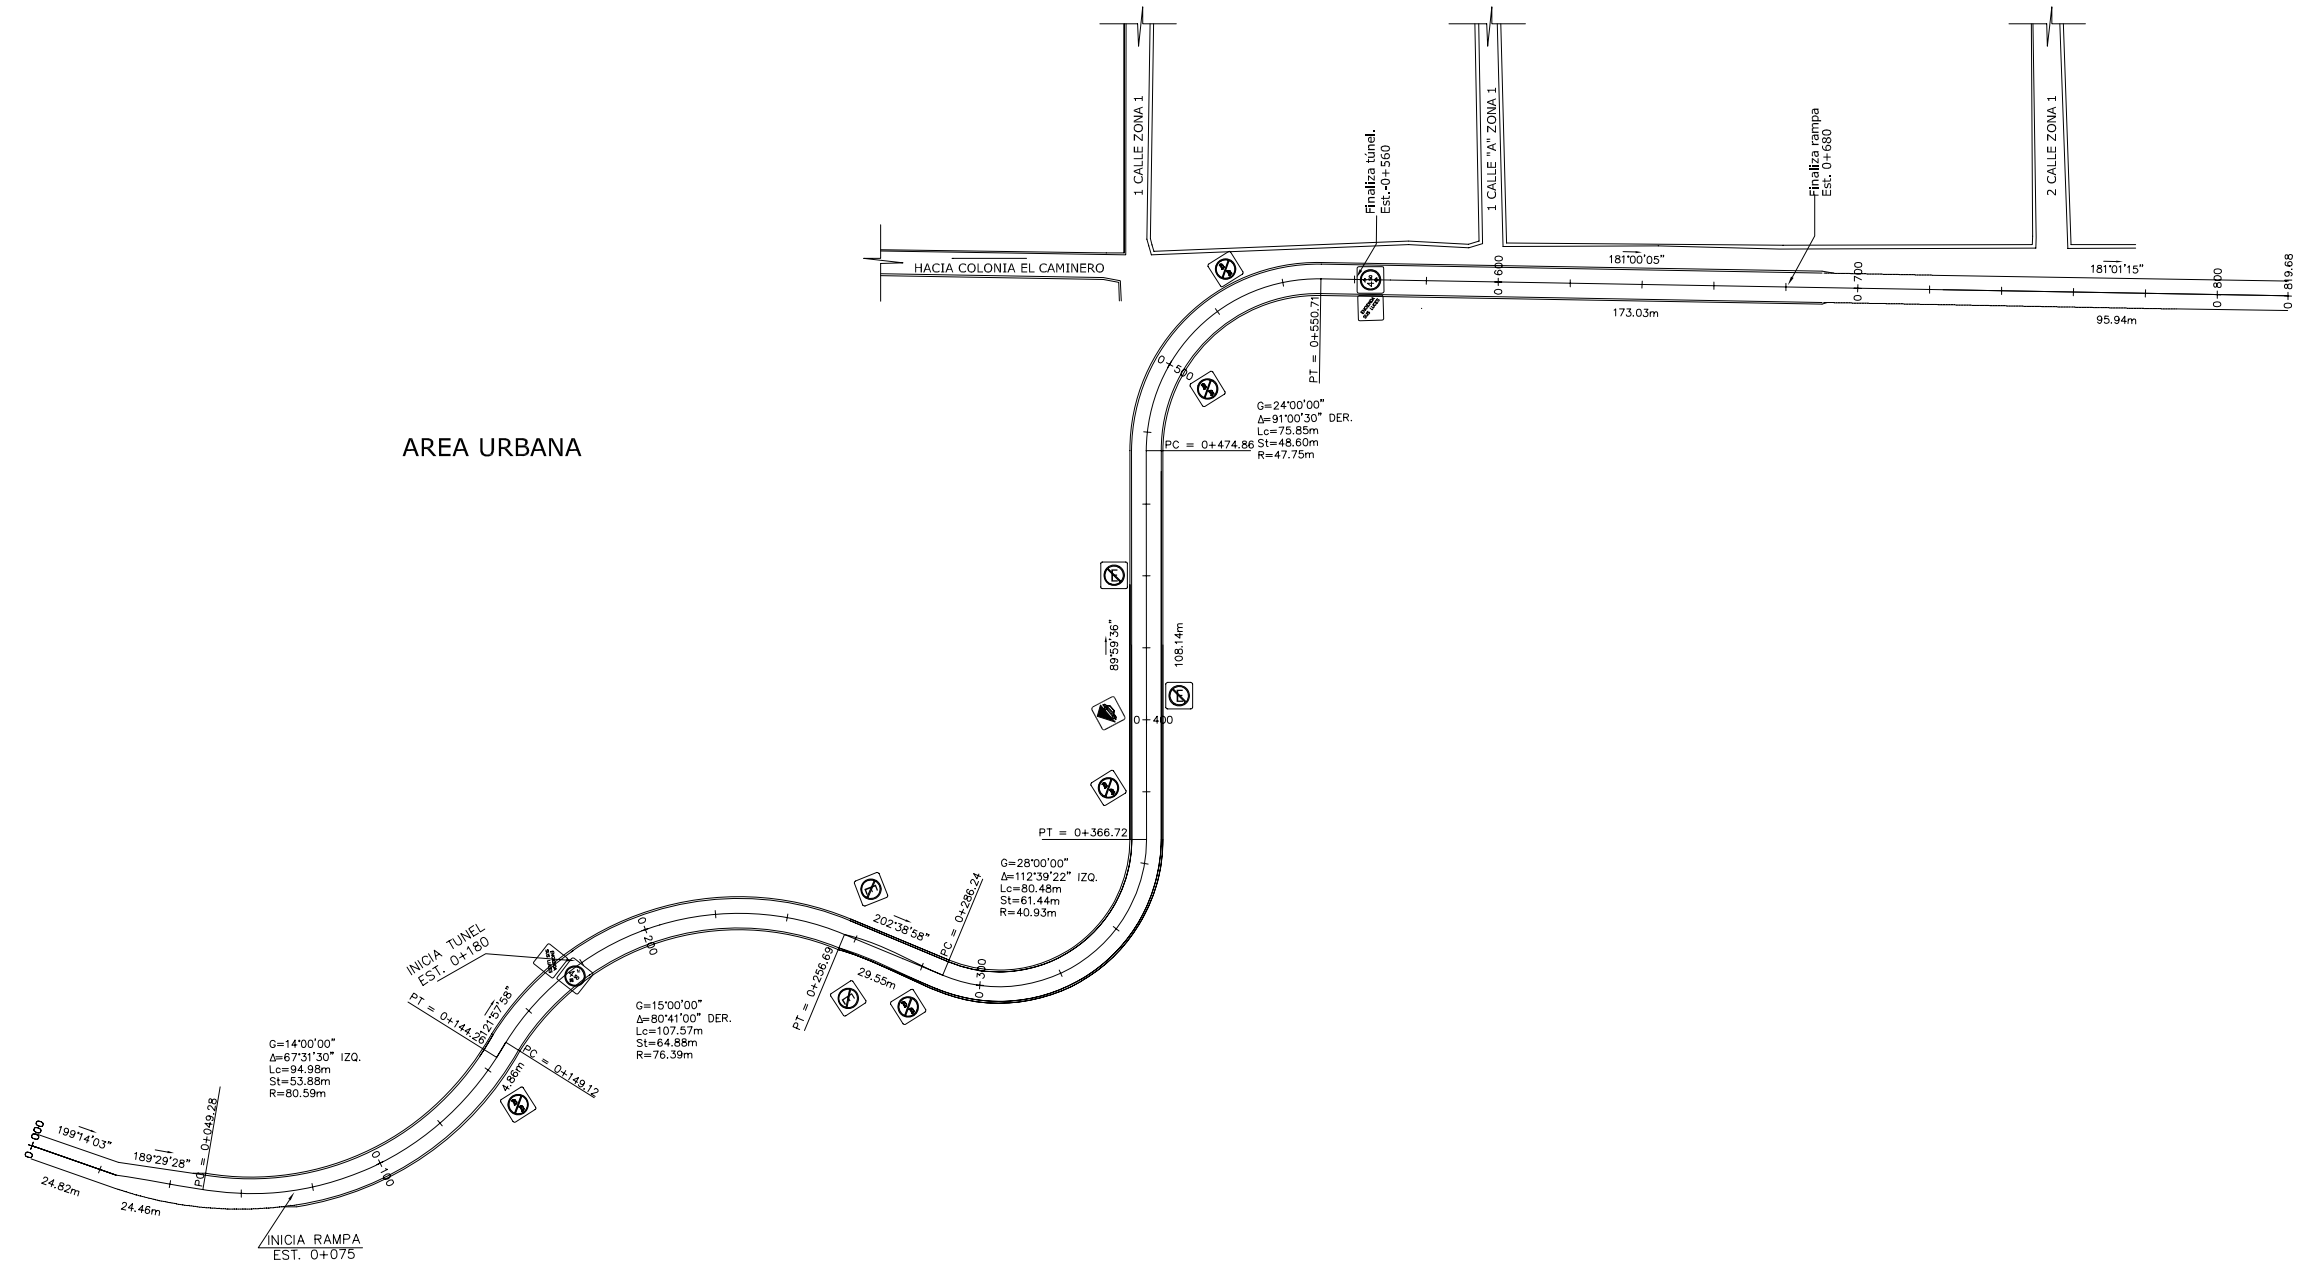 1 CALLE ZONA 1
1 CALLE "A" ZONA 1
2 CALLE ZONA 1
Finaliza túnel.
Est.-0+560
Finaliza rampa
Est. 0+680
HACIA COLONIA EL CAMINERO
181°00'05"
181°01'15"
0+600
0+700
0+800
0+819.68
173.03m
95.94m
PT = 0+550.71
0+500
G=24°00'00"
Δ=91°00'30" DER.
Lc=75.85m
St=48.60m
R=47.75m
PC = 0+474.86
AREA URBANA
89°59'36"
108.14m
0+400
PT = 0+366.72
G=28°00'00"
Δ=112°39'22" IZQ.
Lc=80.48m
St=61.44m
R=40.93m
PC = 0+286.24
202°38'58"
0+300
29.55m
PT = 0+256.69
0+200
INICIA TUNEL
EST. 0+180
G=15°00'00"
Δ=80°41'00" DER.
Lc=107.57m
St=64.88m
R=76.39m
121°57'58"
PT = 0+144.26
PC = 0+149.12
4.86m
G=14°00'00"
Δ=67°31'30" IZQ.
Lc=94.98m
St=53.88m
R=80.59m
PC = 0+049.28
0+100
0+000
199°14'03"
189°29'28"
24.82m
24.46m
INICIA RAMPA
EST. 0+075